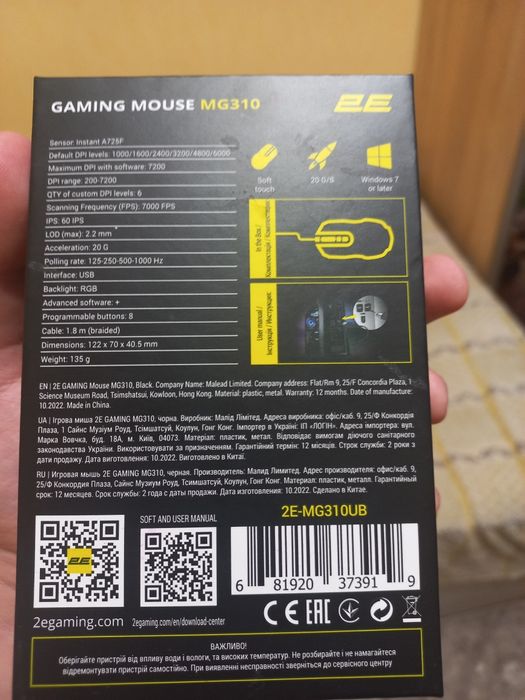 GAMING MOUSE MG310
2E
Sensor: Instant A725F
Default DPI levels: 1000/1600/2400/3200/4800/6000
Maximum DPI with software: 7200
DPI range: 200-7200
QTY of custom DPI levels: 6
Scanning Frequency (FPS): 7000 FPS
IPS: 60 IPS
LOD (max): 2.2 mm
Acceleration: 20 G
Polling rate: 125-250-500-1000 Hz
Interface: USB
Backlight: RGB
Advanced software: +
Programmable buttons: 8
Cable: 1.8 m (braided)
Dimensions: 122 x 70 x 40.5 mm
Weight: 135 g
Soft
touch
20 G/S
Windows 7
or later
In the Box /
Комплектація / Комплектация
User manual /
Інструкція / Инструкция:
EN | 2E GAMING Mouse MG310, Black. Company Name: Malead Limited. Company address: Flat/Rm 9, 25/F Concordia Plaza, 1
Science Museum Road, Tsimshatsui, Kowloon, Hong Kong. Material: plastic, metal. Warranty: 12 months. Date of manufacture:
10.2022. Made in China.
UA | Ігрова миша 2E GAMING MG310, чорна. Виробник: Малід Лімітед. Адреса виробника: офіс/каб. 9, 25/Ф Конкордія
Плаза, 1 Сайнс Музіум Роуд, Тсімшатсуй, Коулун, Гонг Конг. Імпортер в Україні: ІП «ЛОГІН» Адреса імпортера: вул.
Марка Вовчка, буд. 18А, м. Київ, 04073. Матеріал: пластик, метал. Відповідає вимогам діючого санітарного
законодавства України. Використовувати за призначенням. Гарантійний термін: 12 місяців. Строк служби: 2 роки з
дати продажу. Дата виготовлення: 10.2022. Виготовлено в Китаї.
RU | Игровая мышь 2E GAMING MG310, черная. Производитель: Малид Лимитед. Адрес производителя: офис/каб. 9,
25/Ф Конкордия Плаза, Сайнс Музиум Роуд, Тсимшатсуй, Коулун, Гонг Конг. Материал: пластик, металл. Гарантийный
срок: 12 месяцев. Срок службы: 2 года с даты продажи. Дата изготовления: 10.2022. Сделано в Китае.
2E
2egaming.com
SOFT AND USER MANUAL
2egaming.com/en/download-center
2E-MG310UB
6 81920 37391 9
CE EAC
ВАЖЛИВО!
Оберігайте пристрій від впливу води і вологи, та високих температур. Не розбирайте і не намагайтеся
відремонтувати пристрій самостійно. При виявленні несправності зверніться до сервісного центру